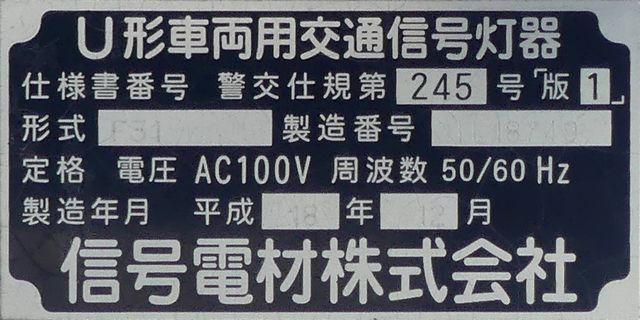 U形車両用交通信号灯器
仕様書番号 警交仕規第 245 号「版 1」
形式 製造番号
定格 電圧 AC100V 周波数 50/60 Hz
製造年月 平成 18 年 12 月
信号電材株式会社